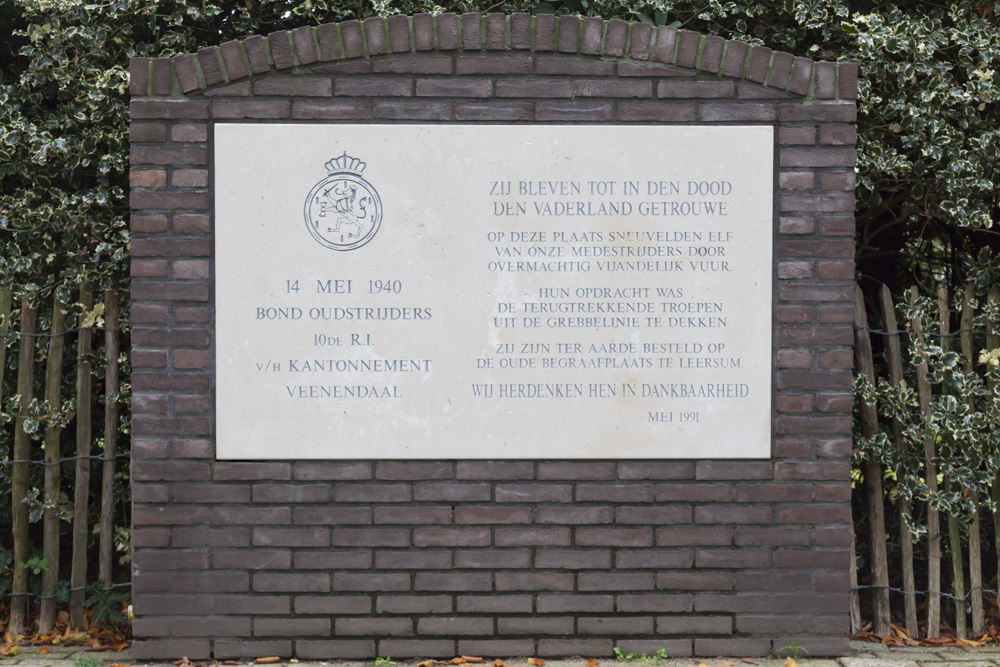 14 MEI 1940
BOND OUDSTRIJDERS
10DE R.I.
V/H KANTONNEMENT
VEENENDAAL
ZIJ BLEVEN TOT IN DEN DOOD
DEN VADERLAND GETROUWE
OP DEZE PLAATS SNEUVELDEN ELF
VAN ONZE MEDESTRIJDERS DOOR
OVERMACHTIG VIJANDELIJK VUUR.
HUN OPDRACHT WAS
DE TERUGTREKKENDE TROEPEN
UIT DE GREBBELINIE TE DEKKEN
ZIJ ZIJN TER AARDE BESTELD OP
DE OUDE BEGRAAFPLAATS TE LEERSUM.
WIJ HERDENKEN HEN IN DANKBAARHEID
MEI 1991